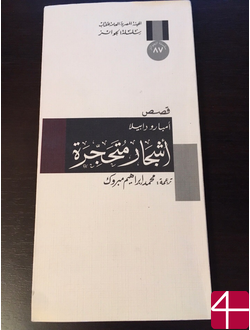 الهيئة المصرية العامة للكتاب
سلسلة الجوائز
٨٧
قصص
أمبارو دابيلا
أشجار متحجرة
ترجمة: محمد إبراهيم مبروك